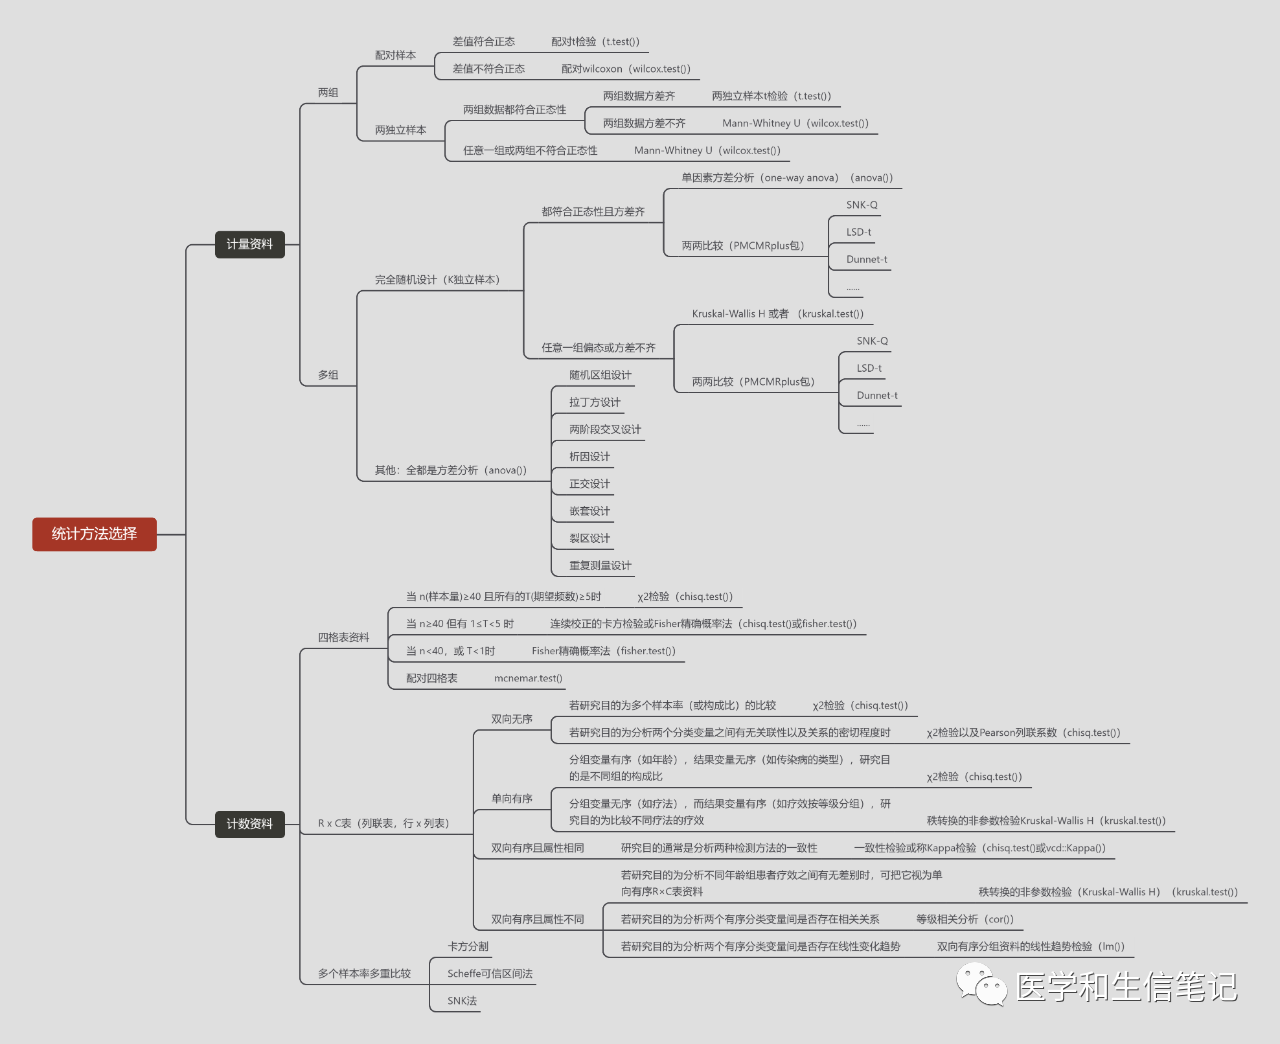 统计方法选择
计量资料
两组
配对样本
差值符合正态
配对t检验（t.test()）
差值不符合正态
配对wilcoxon（wilcox.test()）
两独立样本
两组数据都符合正态性
两组数据方差齐
两独立样本t检验（t.test()）
两组数据方差不齐
Mann-Whitney U（wilcox.test()）
任意一组或两组不符合正态性
Mann-Whitney U（wilcox.test()）
多组
完全随机设计（K独立样本）
都符合正态性且方差齐
单因素方差分析（one-way anova）（anova()）
两两比较（PMCMRplus包）
SNK-Q
LSD-t
Dunnet-t
......
任意一组偏态或方差不齐
Kruskal-Wallis H 或者 （kruskal.test()）
两两比较（PMCMRplus包）
SNK-Q
LSD-t
Dunnet-t
......
其他：全都是方差分析（anova()）
随机区组设计
拉丁方设计
两阶段交叉设计
析因设计
正交设计
嵌套设计
裂区设计
重复测量设计
计数资料
四格表资料
当 n(样本量)≥40 且所有的T(期望频数)≥5时
χ2检验（chisq.test()）
当 n≥40 但有 1≤T<5 时
连续校正的卡方检验或Fisher精确概率法（chisq.test()或fisher.test()）
当 n<40，或 T<1时
Fisher精确概率法（fisher.test()）
配对四格表
mcnemar.test()
R x C表（列联表，行 x 列表）
双向无序
若研究目的为多个样本率（或构成比）的比较
χ2检验（chisq.test()）
若研究目的为分析两个分类变量之间有无关联性以及关系的密切程度时
χ2检验以及Pearson列联系数（chisq.test()）
单向有序
分组变量有序（如年龄），结果变量无序（如传染病的类型），研究目
的是不同组的构成比
χ2检验（chisq.test()）
分组变量无序（如疗法），而结果变量有序（如疗效按等级分组），研
究目的为比较不同疗法的疗效
秩转换的非参数检验Kruskal-Wallis H（kruskal.test()）
双向有序且属性相同
研究目的通常是分析两种检测方法的一致性
一致性检验或称Kappa检验（chisq.test()或vcd::Kappa()）
双向有序且属性不同
若研究目的为分析不同年龄组患者疗效之间有无差别时，可把它视为单
向有序R×C表资料
秩转换的非参数检验（Kruskal-Wallis H）（kruskal.test()）
若研究目的为分析两个有序分类变量间是否存在相关关系
等级相关分析（cor()）
若研究目的为分析两个有序分类变量间是否存在线性变化趋势
双向有序分组资料的线性趋势检验（lm()）
多个样本率多重比较
卡方分割
Scheffe可信区间法
SNK法
医学和生信笔记